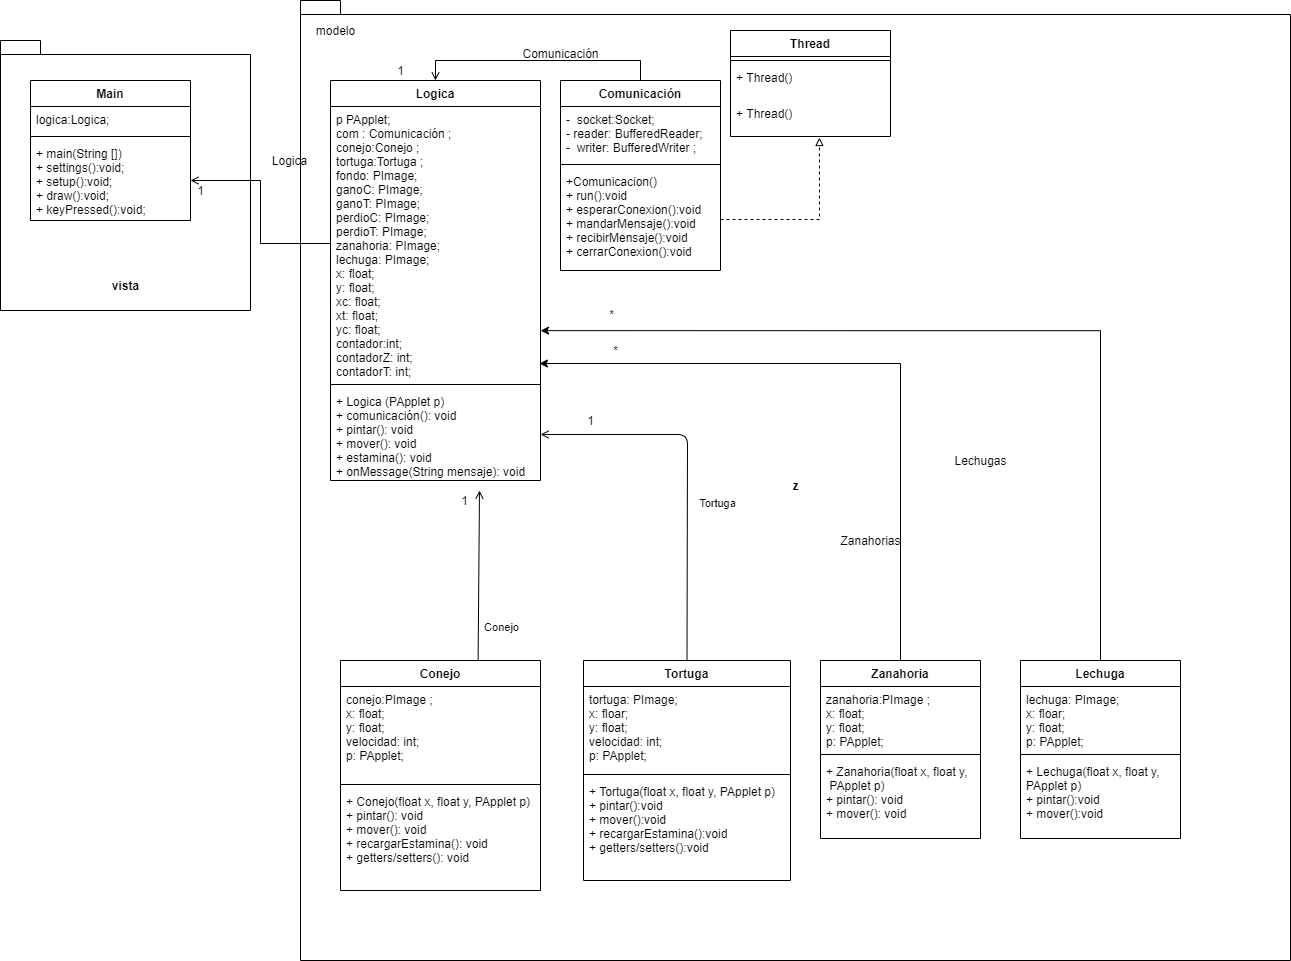 modelo
Main
logica:Logica;
+ main(String [])
+ settings():void;
+ setup():void;
+ draw():void;
+ keyPressed():void;
vista
Logica
1
Comunicación
1
Logica
p PApplet;
com : Comunicación ;
conejo:Conejo ;
tortuga:Tortuga ;
fondo: PImage;
ganoC: PImage;
ganoT: PImage;
perdioC: PImage;
perdioT: PImage;
zanahoria: PImage;
lechuga: PImage;
x: float;
y: float;
xc: float;
xt: float;
yc: float;
contador:int;
contadorZ: int;
contadorT: int;
+ Logica (PApplet p)
+ comunicación(): void
+ pintar(): void
+ mover(): void
+ estamina(): void
+ onMessage(String mensaje): void
Comunicación
- socket:Socket;
- reader: BufferedReader;
- writer: BufferedWriter ;
+Comunicacion()
+ run():void
+ esperarConexion():void
+ mandarMensaje():void
+ recibirMensaje():void
+ cerrarConexion():void
Thread
+ Thread()
+ Thread()
*
*
1
Lechugas
z
Tortuga
1
Zanahorias
Conejo
Conejo
conejo:PImage ;
x: float;
y: float;
velocidad: int;
p: PApplet;
+ Conejo(float x, float y, PApplet p)
+ pintar(): void
+ mover(): void
+ recargarEstamina(): void
+ getters/setters(): void
Tortuga
tortuga: PImage;
x: floar;
y: float;
velocidad: int;
p: PApplet;
+ Tortuga(float x, float y, PApplet p)
+ pintar():void
+ mover():void
+ recargarEstamina():void
+ getters/setters():void
Zanahoria
zanahoria:PImage ;
x: float;
y: float;
p: PApplet;
+ Zanahoria(float x, float y,
PApplet p)
+ pintar(): void
+ mover(): void
Lechuga
lechuga: PImage;
x: floar;
y: float;
p: PApplet;
+ Lechuga(float x, float y,
PApplet p)
+ pintar():void
+ mover():void